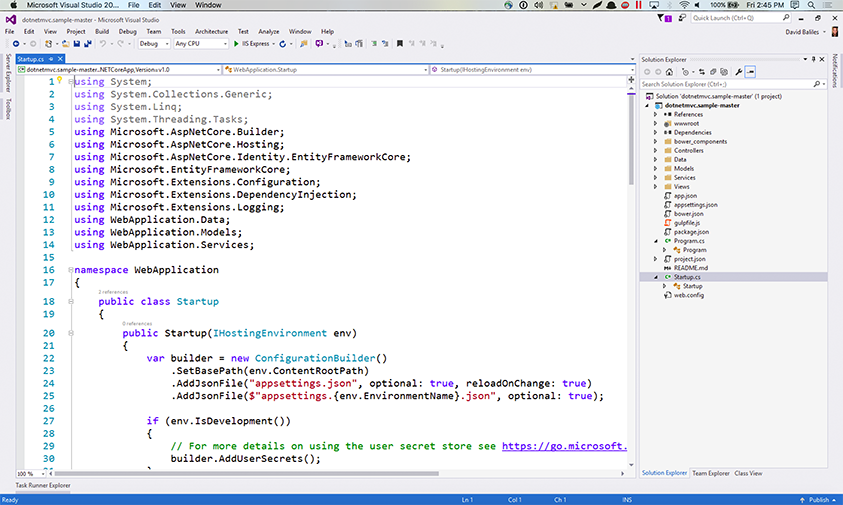 Microsoft Visual Studio 20... File Edit View Window 100% Fri 2:45 PM
dotnetmvc.sample-master - Microsoft Visual Studio Quick Launch (Ctrl+Q)
File Edit View Project Build Debug Team Tools Architecture Test Analyze Window Help David Baliles
Debug Any CPU IIS Express
Server Explorer
Toolbox
Startup.cs
dotnetmvc.sample-master..NETCoreApp,Version=v1.0 WebApplication.Startup Startup(IHostingEnvironment env)
1 using System;
2 using System.Collections.Generic;
3 using System.Linq;
4 using System.Threading.Tasks;
5 using Microsoft.AspNetCore.Builder;
6 using Microsoft.AspNetCore.Hosting;
7 using Microsoft.AspNetCore.Identity.EntityFrameworkCore;
8 using Microsoft.EntityFrameworkCore;
9 using Microsoft.Extensions.Configuration;
10 using Microsoft.Extensions.DependencyInjection;
11 using Microsoft.Extensions.Logging;
12 using WebApplication.Data;
13 using WebApplication.Models;
14 using WebApplication.Services;
15
16 namespace WebApplication
17 {
2 references
18 public class Startup
19 {
0 references
20 public Startup(IHostingEnvironment env)
21 {
22 var builder = new ConfigurationBuilder()
23 .SetBasePath(env.ContentRootPath)
24 .AddJsonFile("appsettings.json", optional: true, reloadOnChange: true)
25 .AddJsonFile($"appsettings.{env.EnvironmentName}.json", optional: true);
26
27 if (env.IsDevelopment())
28 {
29 // For more details on using the user secret store see https://go.microsoft.
30 builder.AddUserSecrets();
100 %
Solution Explorer
Search Solution Explorer (Ctrl+;)
Solution 'dotnetmvc.sample-master' (1 project)
dotnetmvc.sample-master
References
wwwroot
Dependencies
bower_components
Controllers
Data
Models
Services
Views
app.json
appsettings.json
bower.json
gulpfile.js
package.json
Program.cs
Program
project.json
README.md
Startup.cs
Startup
web.config
Solution Explorer Team Explorer Class View
Notifications
Task Runner Explorer
Ready Ln 1 Col 1 Ch 1 INS Publish